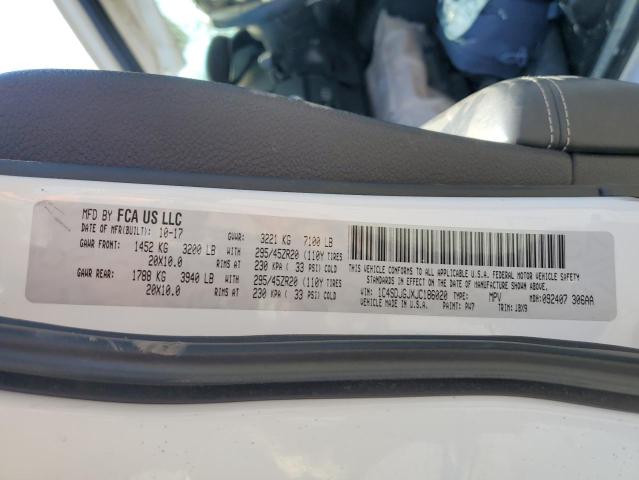 MFD BY FCA US LLC
DATE OF MFR(BUILT): 10-17 GVWR: 3221 KG 7100 LB
GAWR FRONT: 1452 KG 3200 LB WITH 295/45ZR20 (110Y TIRES
20X10.0 RIMS AT 230 KPA ( 33 PSI) COLD
GAWR REAR: 1788 KG 3940 LB WITH 295/45ZR20 (110Y TIRES
20X10.0 RIMS AT 230 KPA ( 33 PSI) COLD
THIS VEHICLE CONFORMS TO ALL APPLICABLE U.S.A. FEDERAL MOTOR VEHICLE SAFETY
STANDARDS IN EFFECT ON THE DATE OF MANUFACTURE SHOWN ABOVE.
VIN: 1C4SDJGJXJC186020 TYPE: MPV MDH:092407 306AA
VEHICLE MADE IN U.S.A. PAINT: PW7 TRIM:JBX9